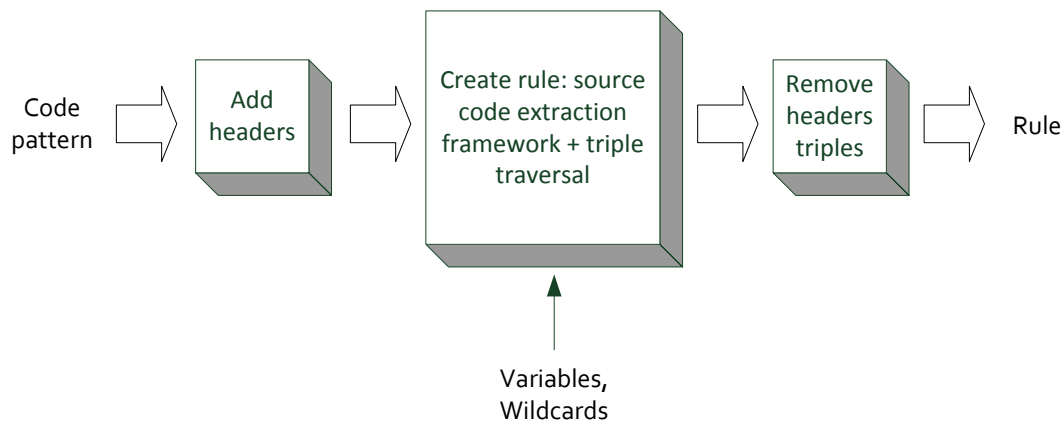 Code
pattern
Add
headers
Create rule: source
code extraction
framework + triple
traversal
Remove
headers
triples
Rule
Variables,
Wildcards